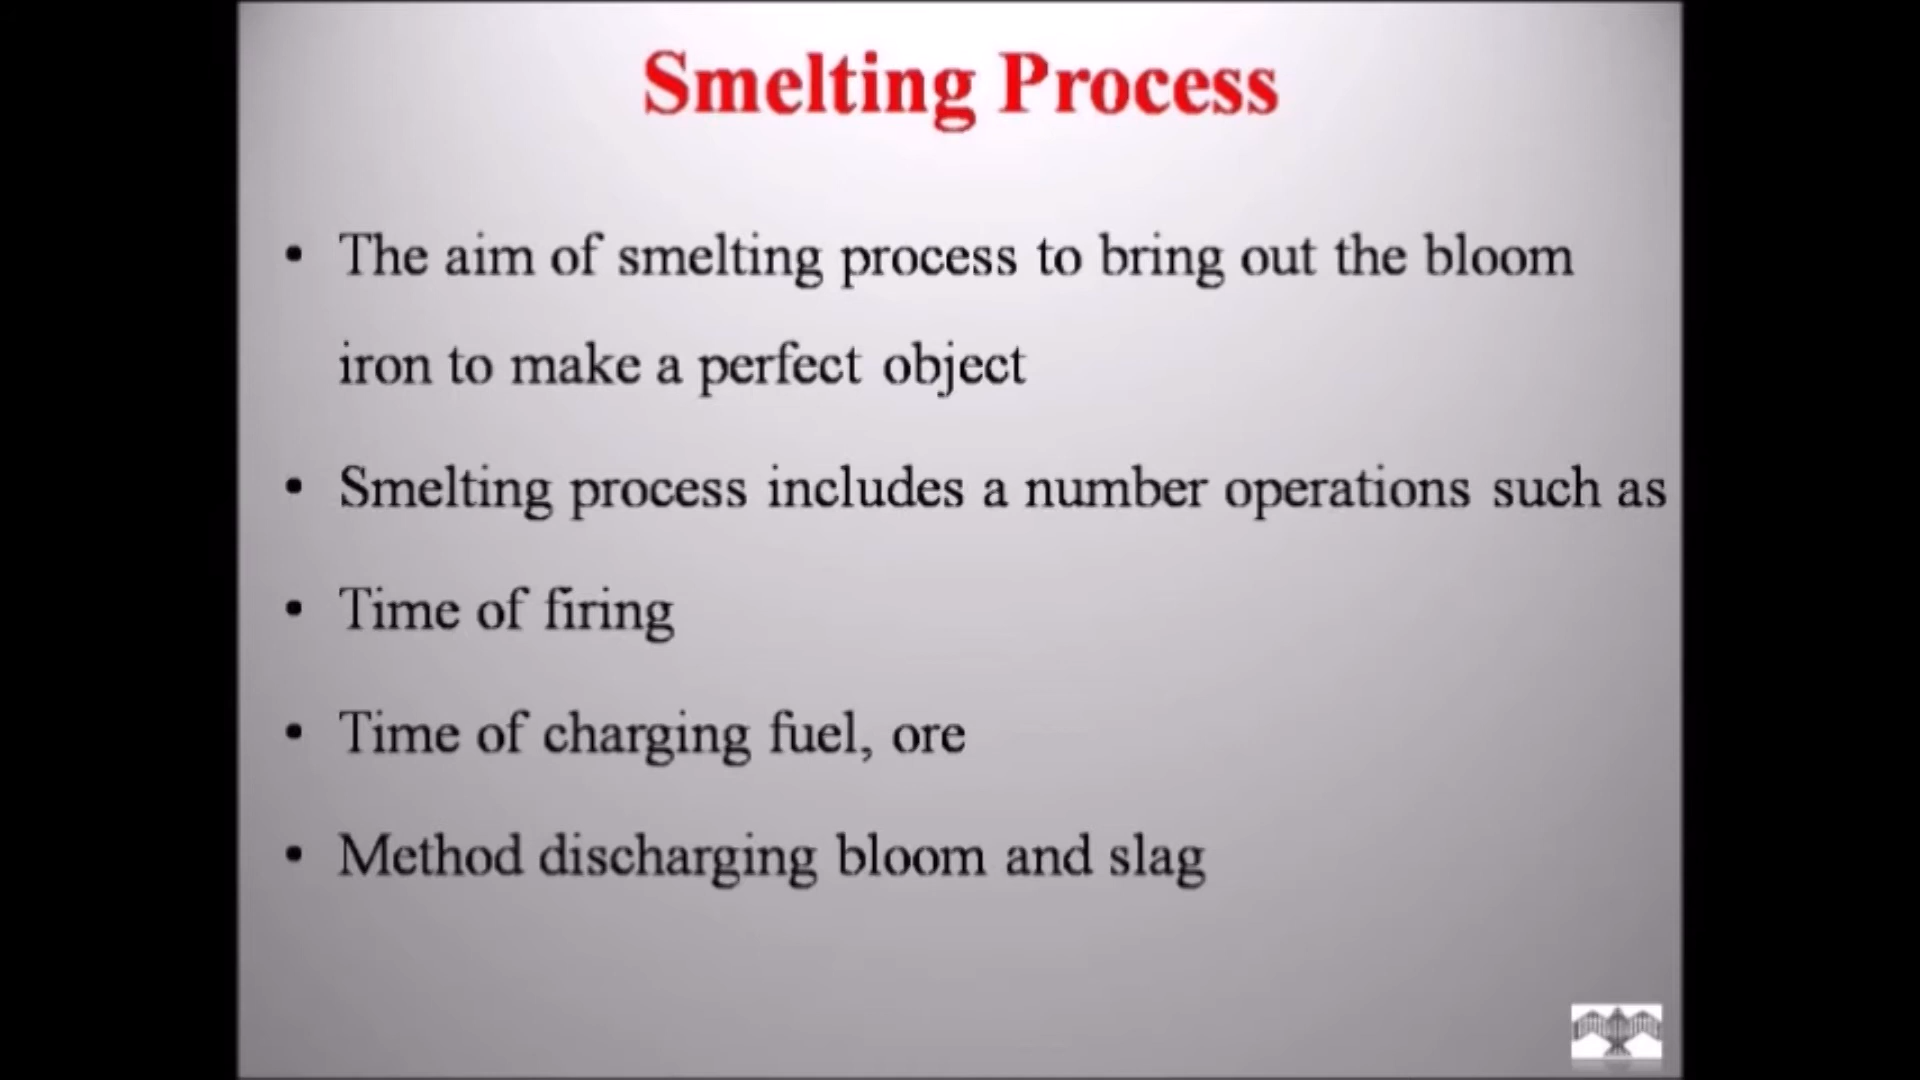 Smelting Process
• The aim of smelting process to bring out the bloom
iron to make a perfect object
• Smelting process includes a number operations such as
• Time of firing
• Time of charging fuel, ore
• Method discharging bloom and slag